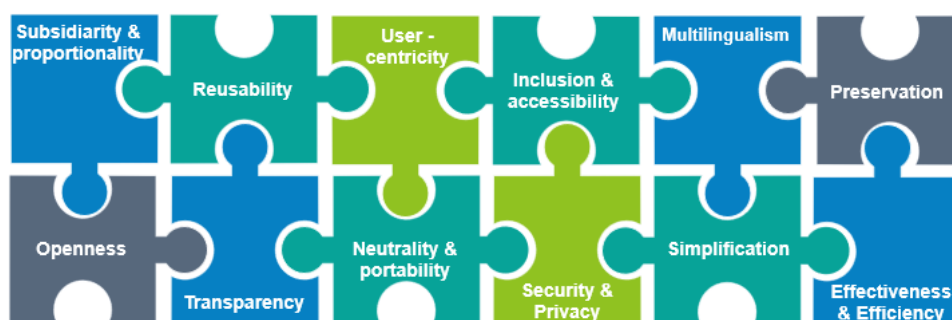 Subsidiarity &
proportionality
Reusability
User -
centricity
Inclusion &
accessibility
Multilingualism
Preservation
Openness
Transparency
Neutrality &
portability
Security &
Privacy
Simplification
Effectiveness
& Efficiency